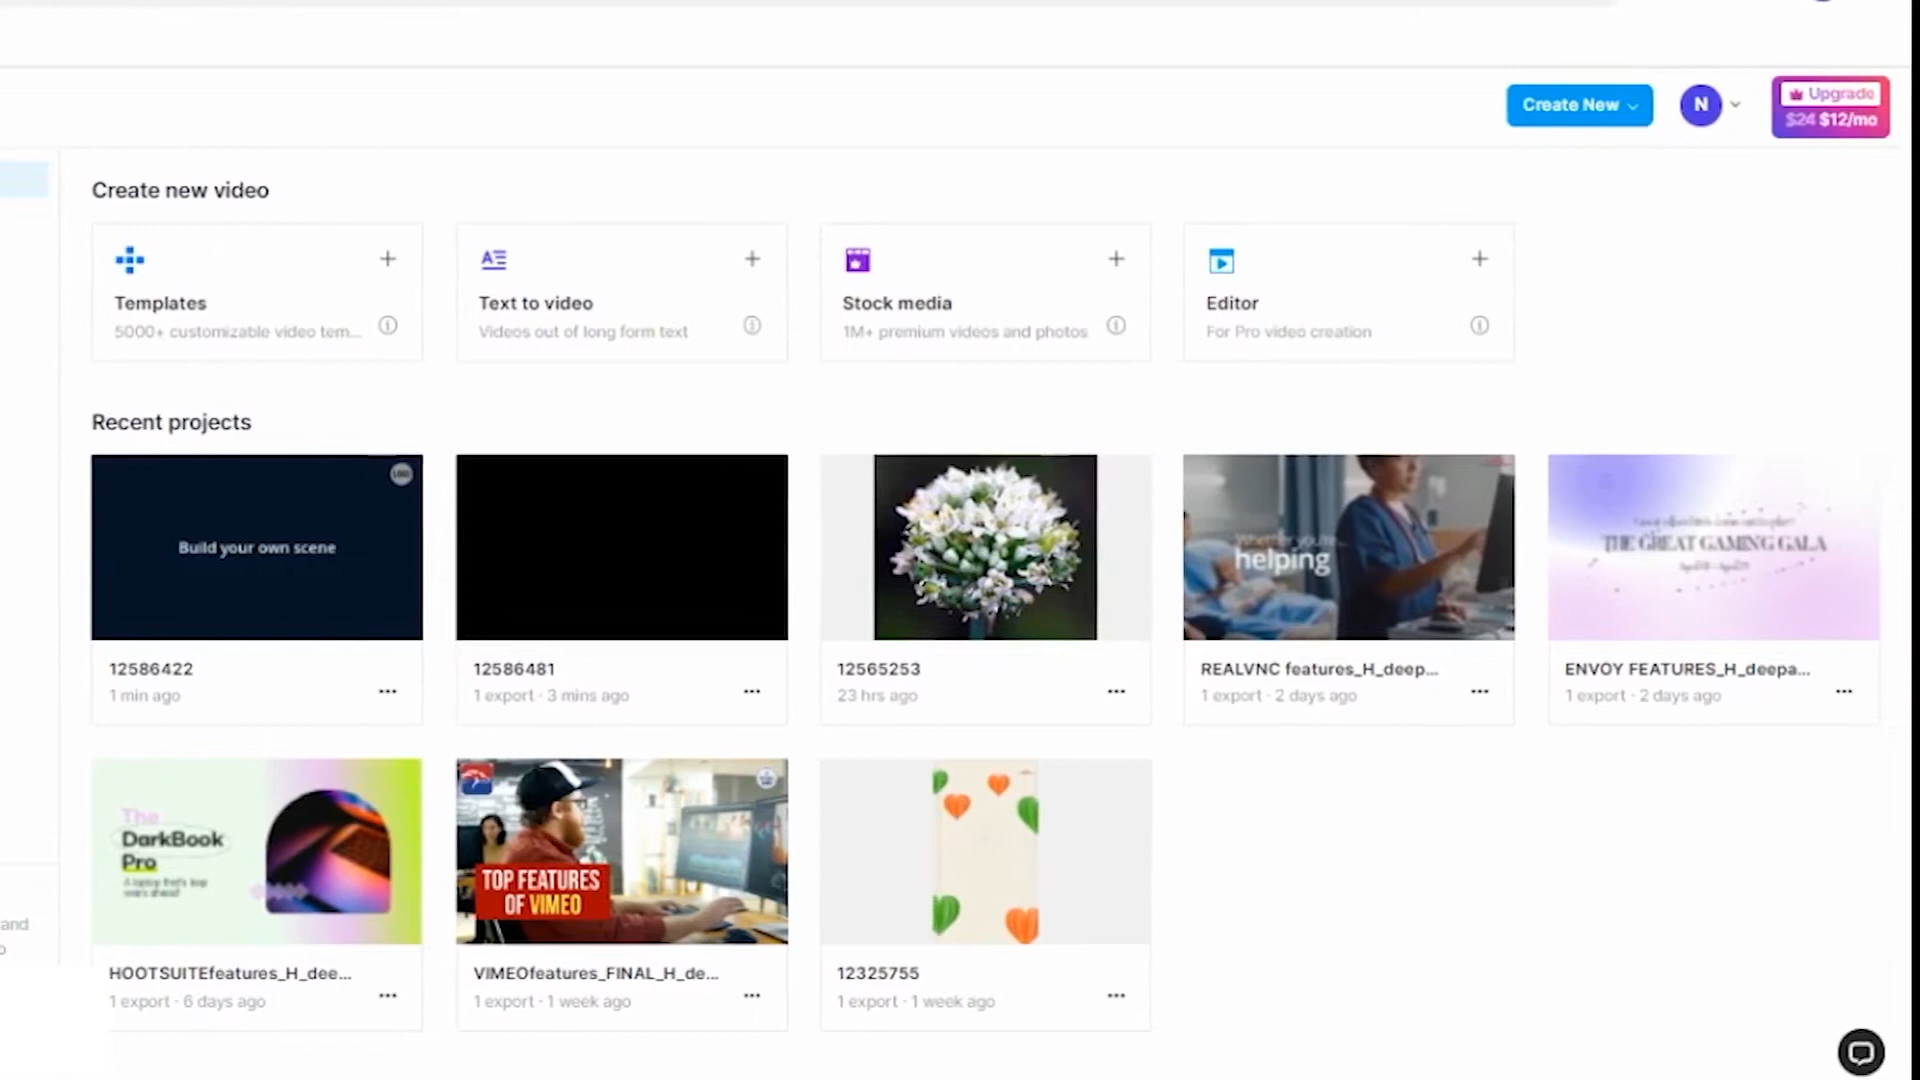 Create New
N
Upgrade
$24 $12/mo
Create new video
Templates
5000+ customizable video tem...
Text to video
Videos out of long form text
Stock media
1M+ premium videos and photos
Editor
For Pro video creation
Recent projects
Build your own scene
LOGO
helping
THE GREAT GAMING GALA
12586422
1 min ago
12586481
1 export · 3 mins ago
12565253
23 hrs ago
REALVNC features_H_deep...
1 export · 2 days ago
ENVOY FEATURES_H_deepa...
1 export · 2 days ago
The
DarkBook
Pro
TOP FEATURES
OF VIMEO
and
o
HOOTSUITEfeatures_H_dee...
1 export · 6 days ago
VIMEOfeatures_FINAL_H_de...
1 export · 1 week ago
12325755
1 export · 1 week ago